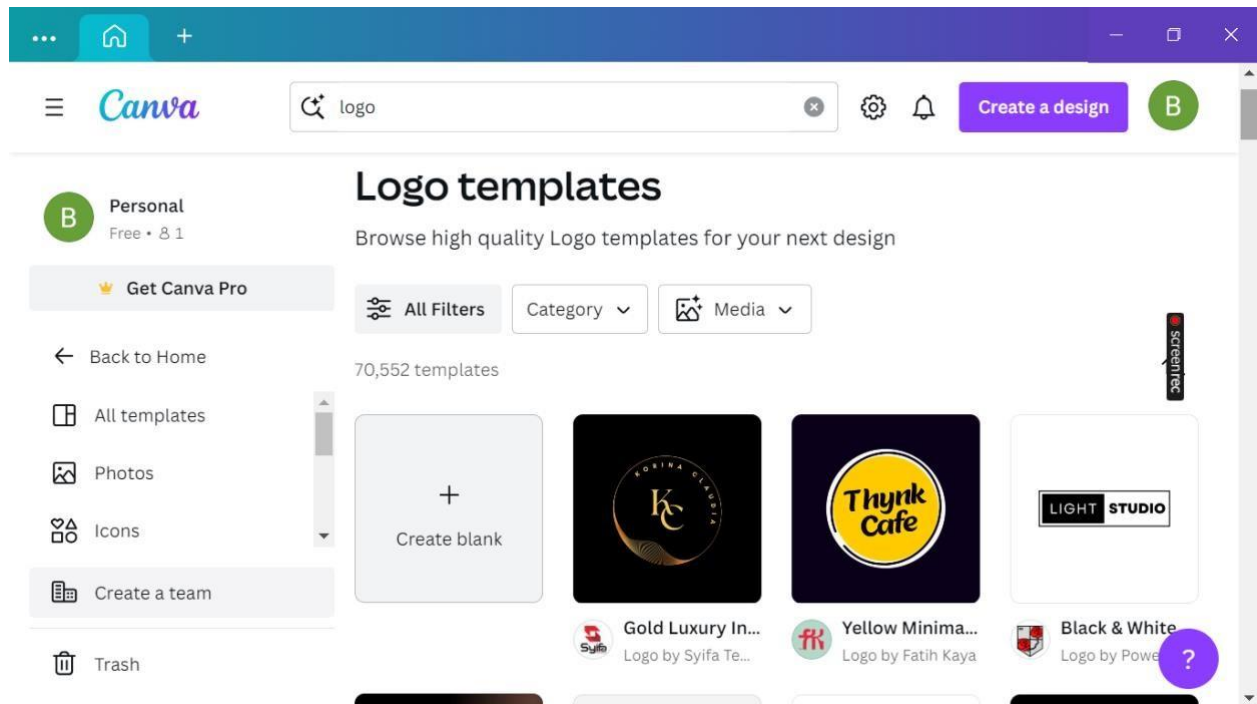 Canva
logo
Create a design
B
B
Personal
Free • 1
Get Canva Pro
Back to Home
All templates
Photos
Icons
Create a team
Trash
Logo templates
Browse high quality Logo templates for your next design
All Filters
Category
Media
70,552 templates
screenrec
+
Create blank
KORINA CLAUDIA
KC
Thynk
Cafe
LIGHT STUDIO
Syifa
Gold Luxury In...
Logo by Syifa Te...
fK
Yellow Minima...
Logo by Fatih Kaya
Black & White
Logo by Powe
?